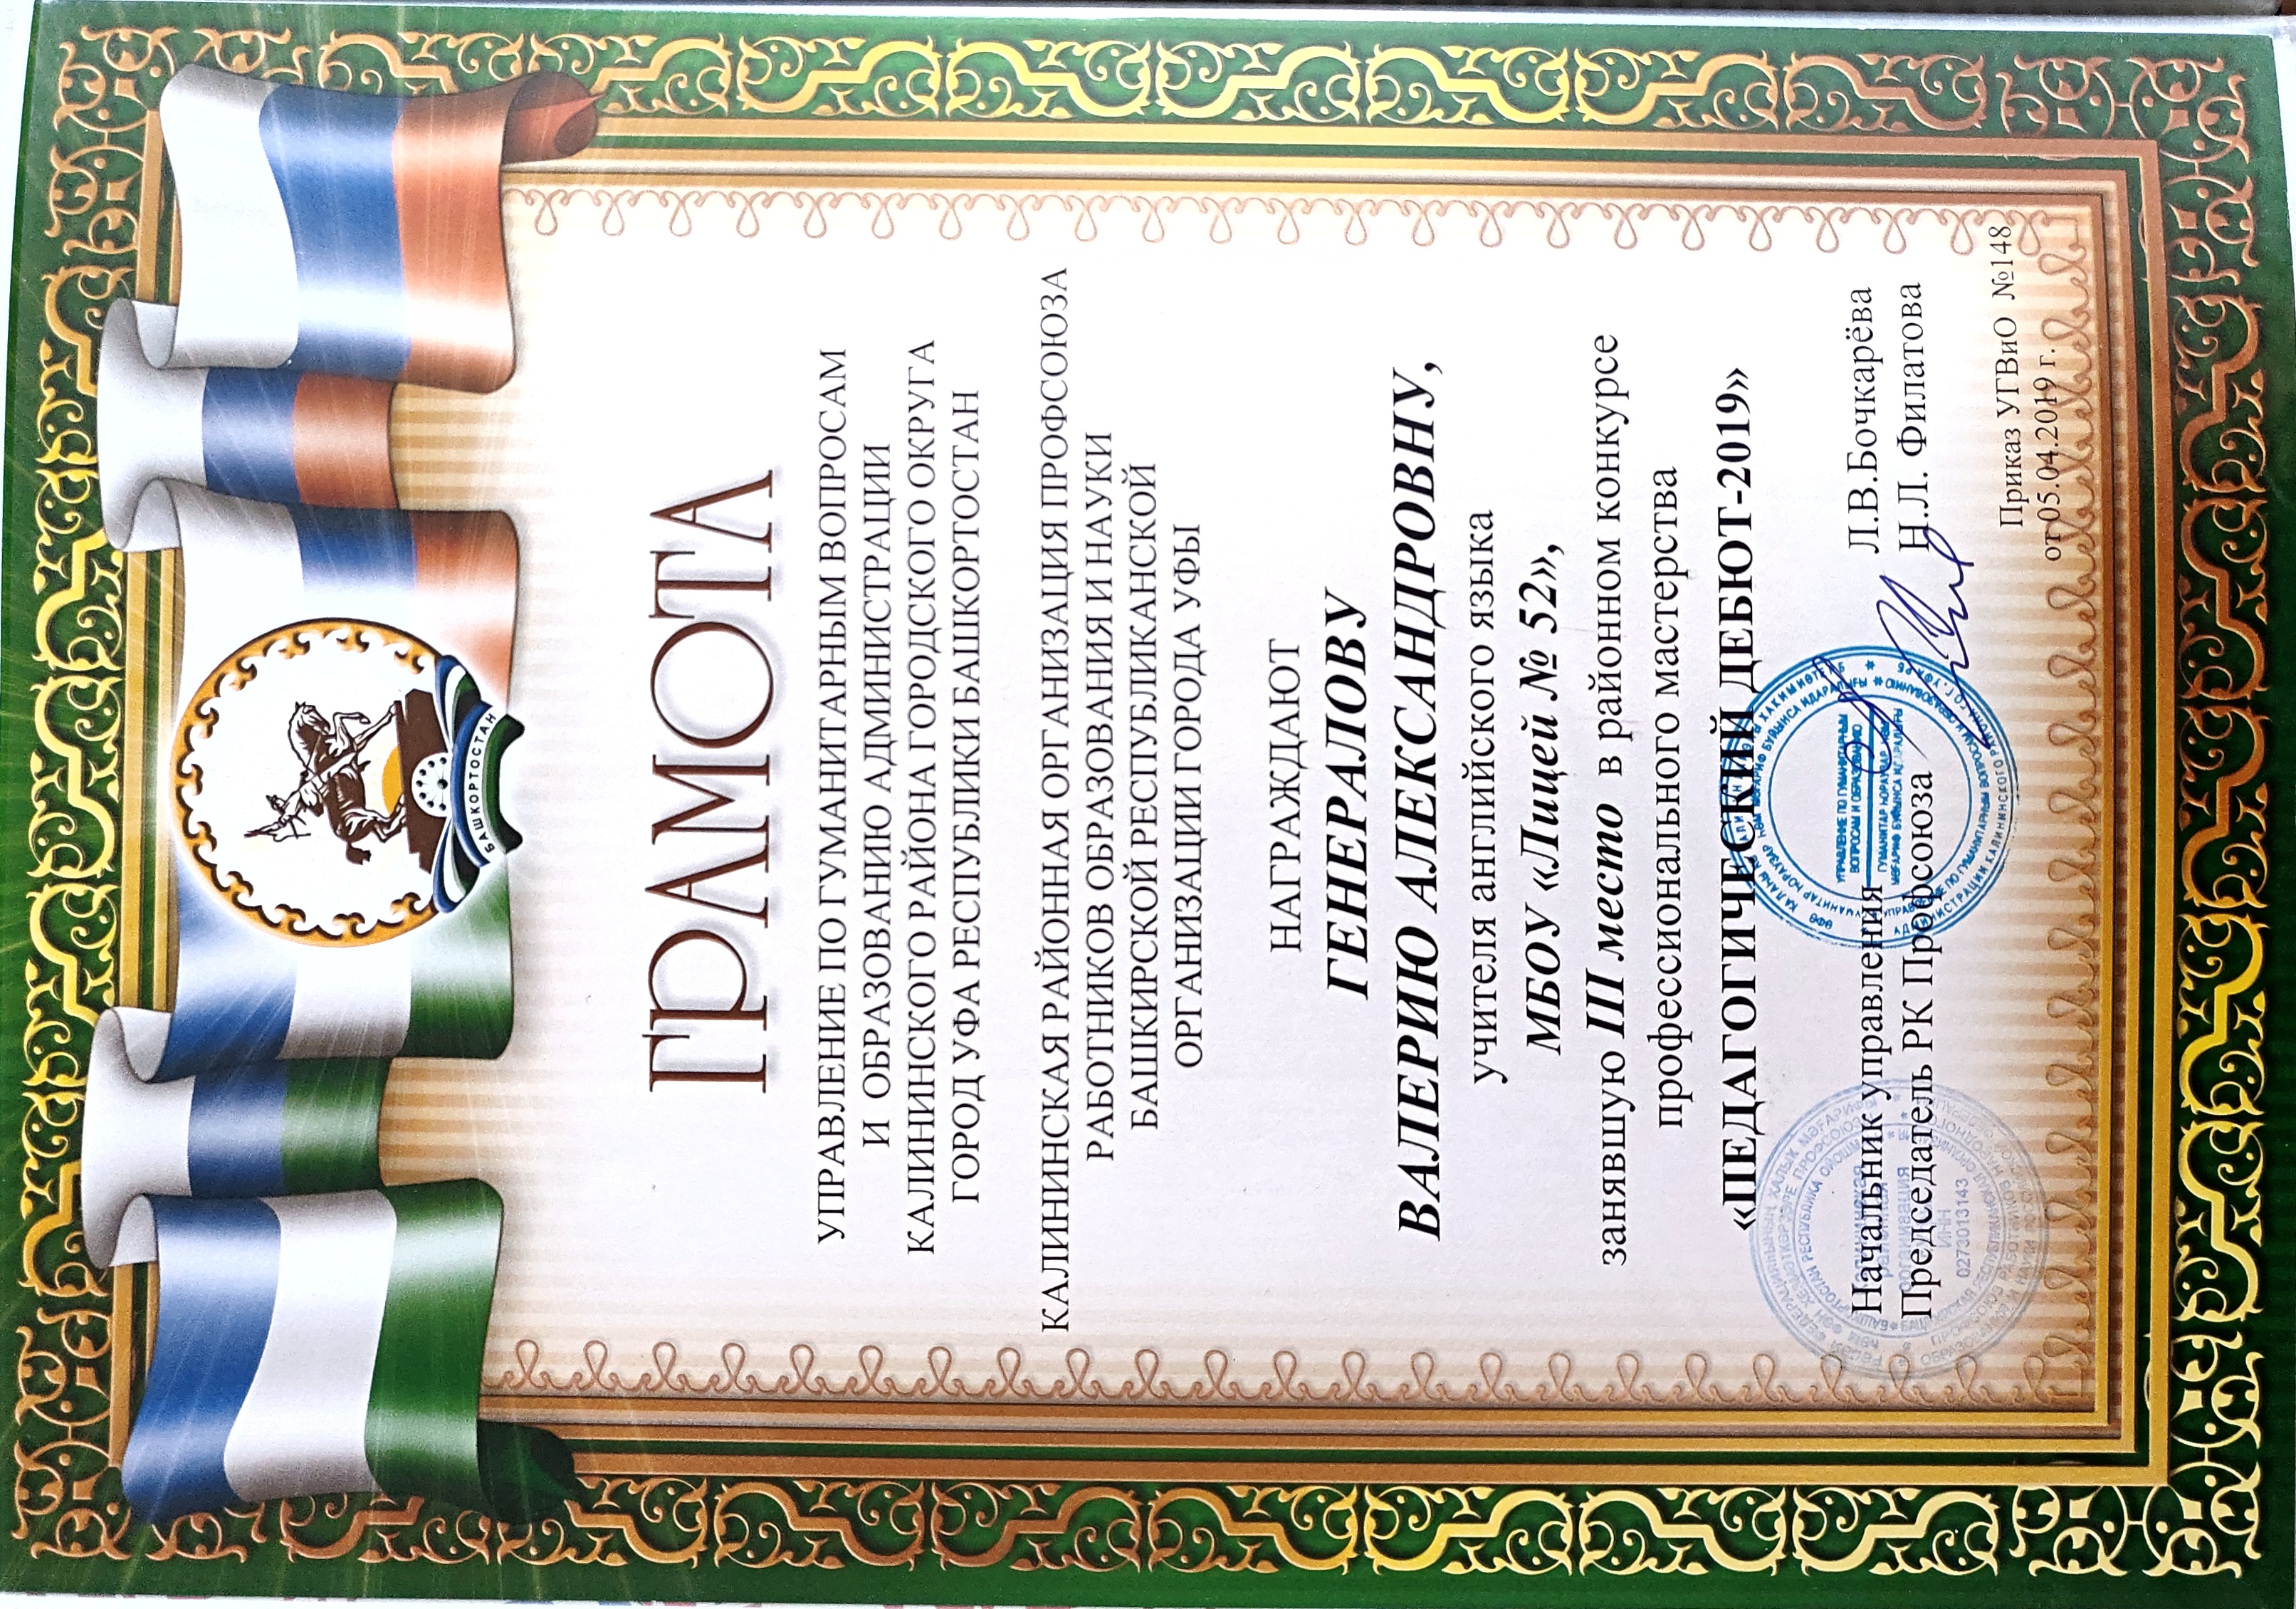 БАШКОРТОСТАН
ГРАМОТА
УПРАВЛЕНИЕ ПО ГУМАНИТАРНЫМ ВОПРОСАМ
И ОБРАЗОВАНИЮ АДМИНИСТРАЦИИ
КАЛИНИНСКОГО РАЙОНА ГОРОДСКОГО ОКРУГА
ГОРОД УФА РЕСПУБЛИКИ БАШКОРТОСТАН
КАЛИНИНСКАЯ РАЙОННАЯ ОРГАНИЗАЦИЯ ПРОФСОЮЗА
РАБОТНИКОВ ОБРАЗОВАНИЯ И НАУКИ
БАШКИРСКОЙ РЕСПУБЛИКАНСКОЙ
ОРГАНИЗАЦИИ ГОРОДА УФЫ
НАГРАЖДАЮТ
ГЕНЕРАЛОВУ
ВАЛЕРИЮ АЛЕКСАНДРОВНУ,
учителя английского языка
МБОУ «Лицей № 52»,
занявшую III место в районном конкурсе
профессионального мастерства
«ПЕДАГОГИЧЕСКИЙ ДЕБЮТ-2019»
УПРАВЛЕНИЕ ПО ГУМАНИТАРНЫМ
ВОПРОСАМ И ОБРАЗОВАНИЮ
ГУМАНИТАР ҺОРАУҘАР ҺӘМ
МӘҒАРИФ БУЙЫНСА ИДАРАЛЫҒЫ
Начальник управления Л.В.Бочкарёва
Председатель РК Профсоюза Н.Л. Филатова
Калининская
районная
организация
ИНН
0273013143
Приказ УГВиО №148
от 05.04.2019 г.